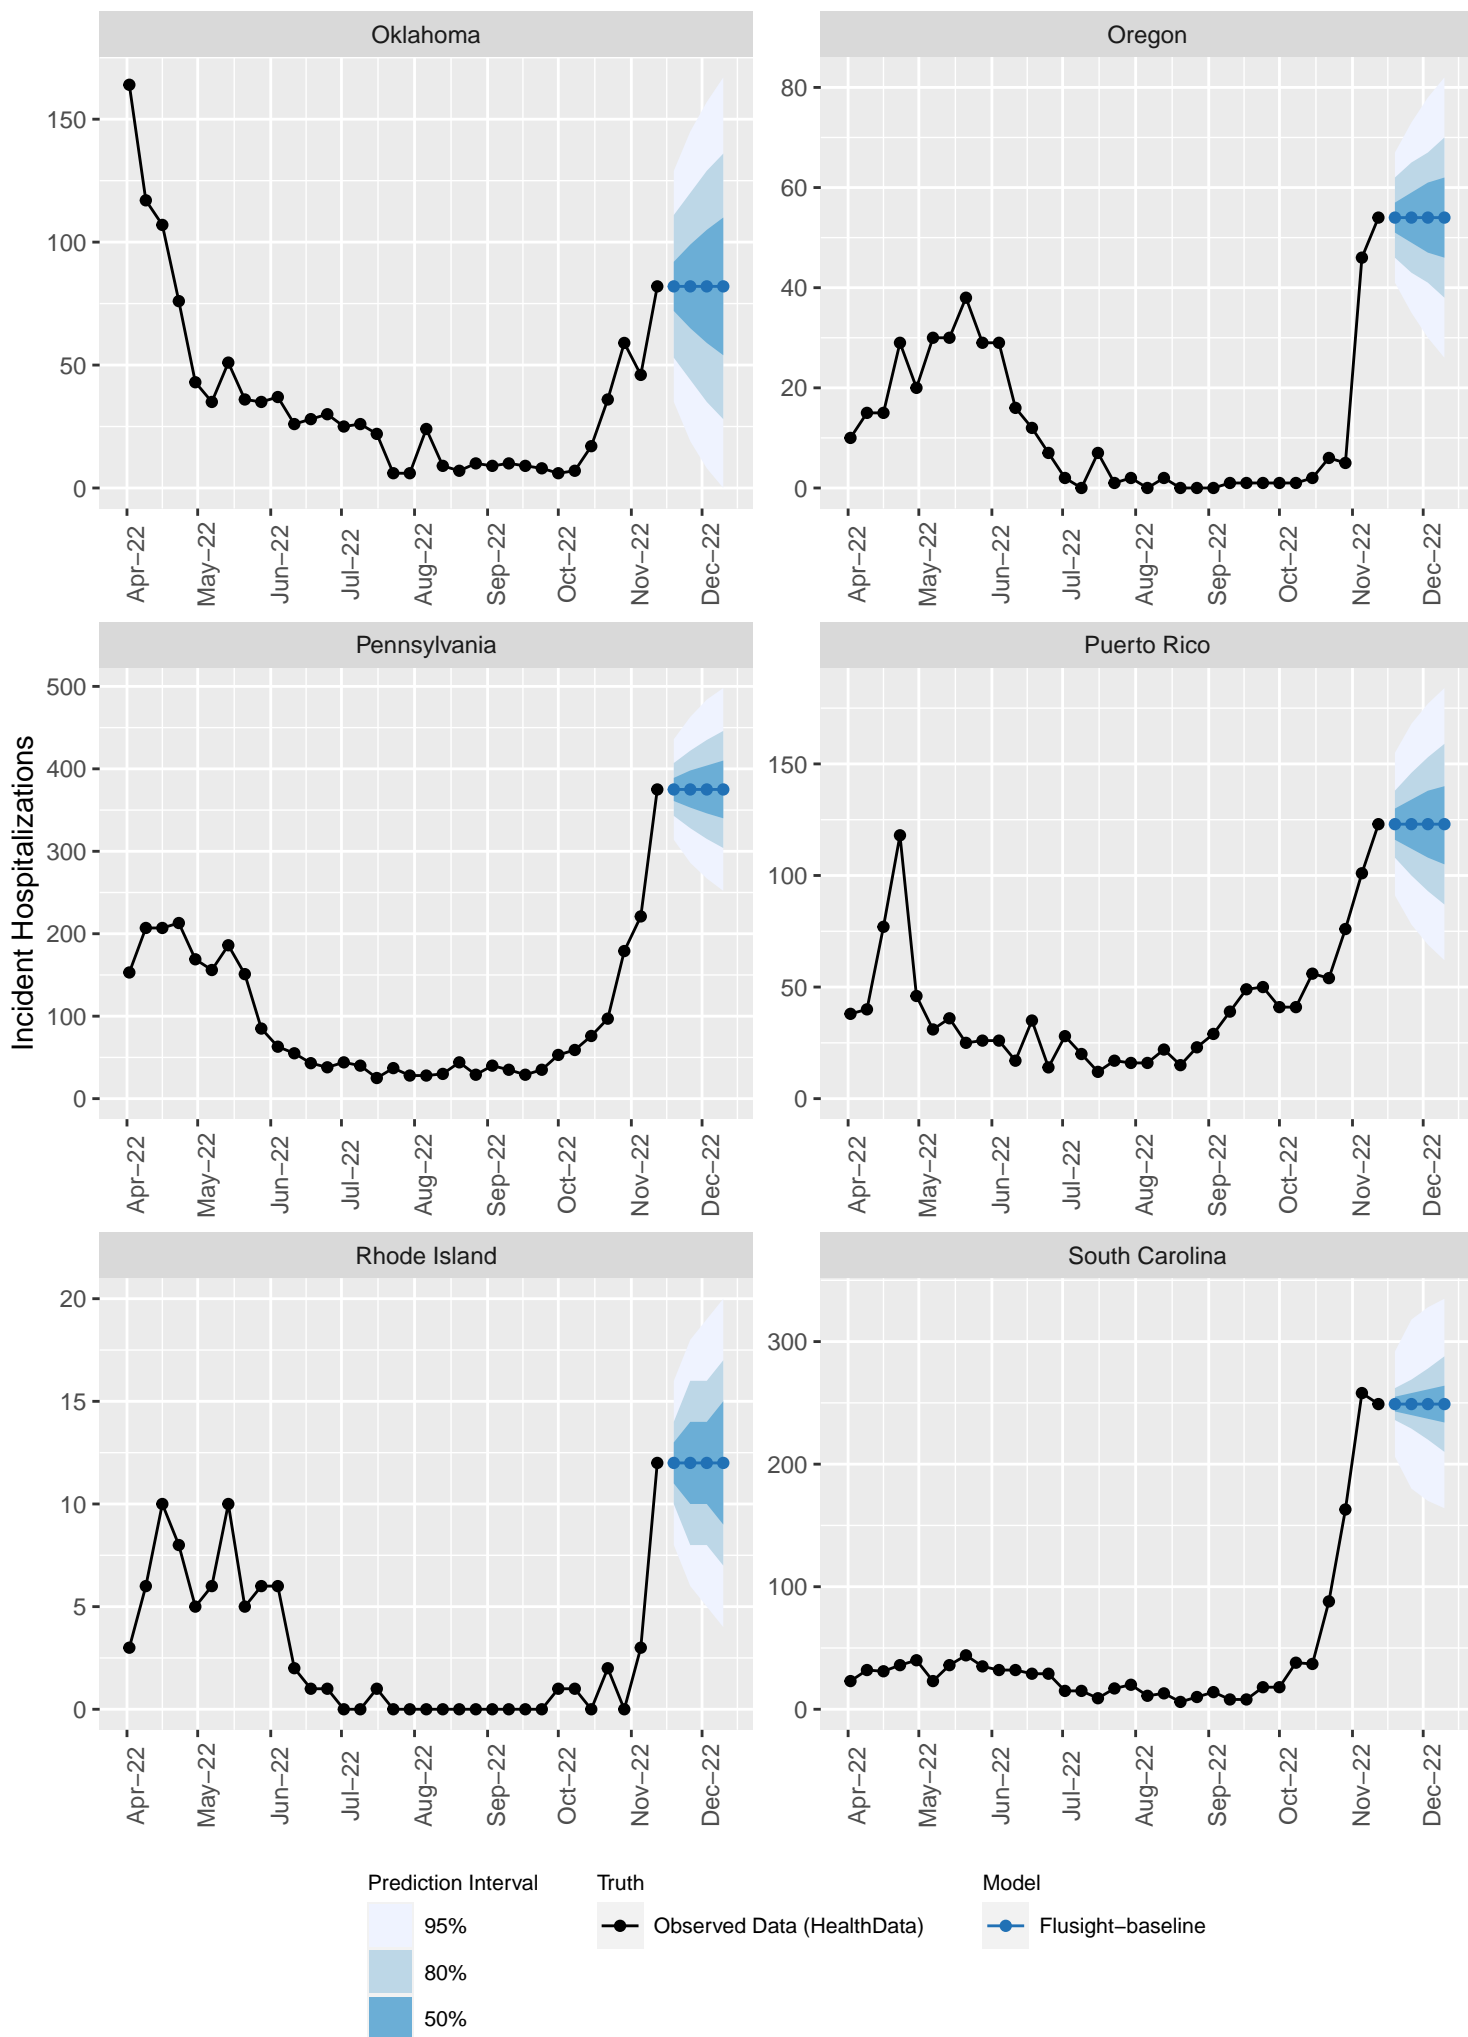 Oklahoma
Oregon
150
100
50
0
Apr−22
May−22
Jun−22
Jul−22
Aug−22
Sep−22
Oct−22
Nov−22
Dec−22
80
60
40
20
0
Apr−22
May−22
Jun−22
Jul−22
Aug−22
Sep−22
Oct−22
Nov−22
Dec−22
Incident Hospitalizations
Pennsylvania
Puerto Rico
500
400
300
200
100
0
Apr−22
May−22
Jun−22
Jul−22
Aug−22
Sep−22
Oct−22
Nov−22
Dec−22
150
100
50
0
Apr−22
May−22
Jun−22
Jul−22
Aug−22
Sep−22
Oct−22
Nov−22
Dec−22
Rhode Island
South Carolina
20
15
10
5
0
Apr−22
May−22
Jun−22
Jul−22
Aug−22
Sep−22
Oct−22
Nov−22
Dec−22
300
200
100
0
Apr−22
May−22
Jun−22
Jul−22
Aug−22
Sep−22
Oct−22
Nov−22
Dec−22
Prediction Interval
95%
80%
50%
Truth
Observed Data (HealthData)
Model
Flusight−baseline